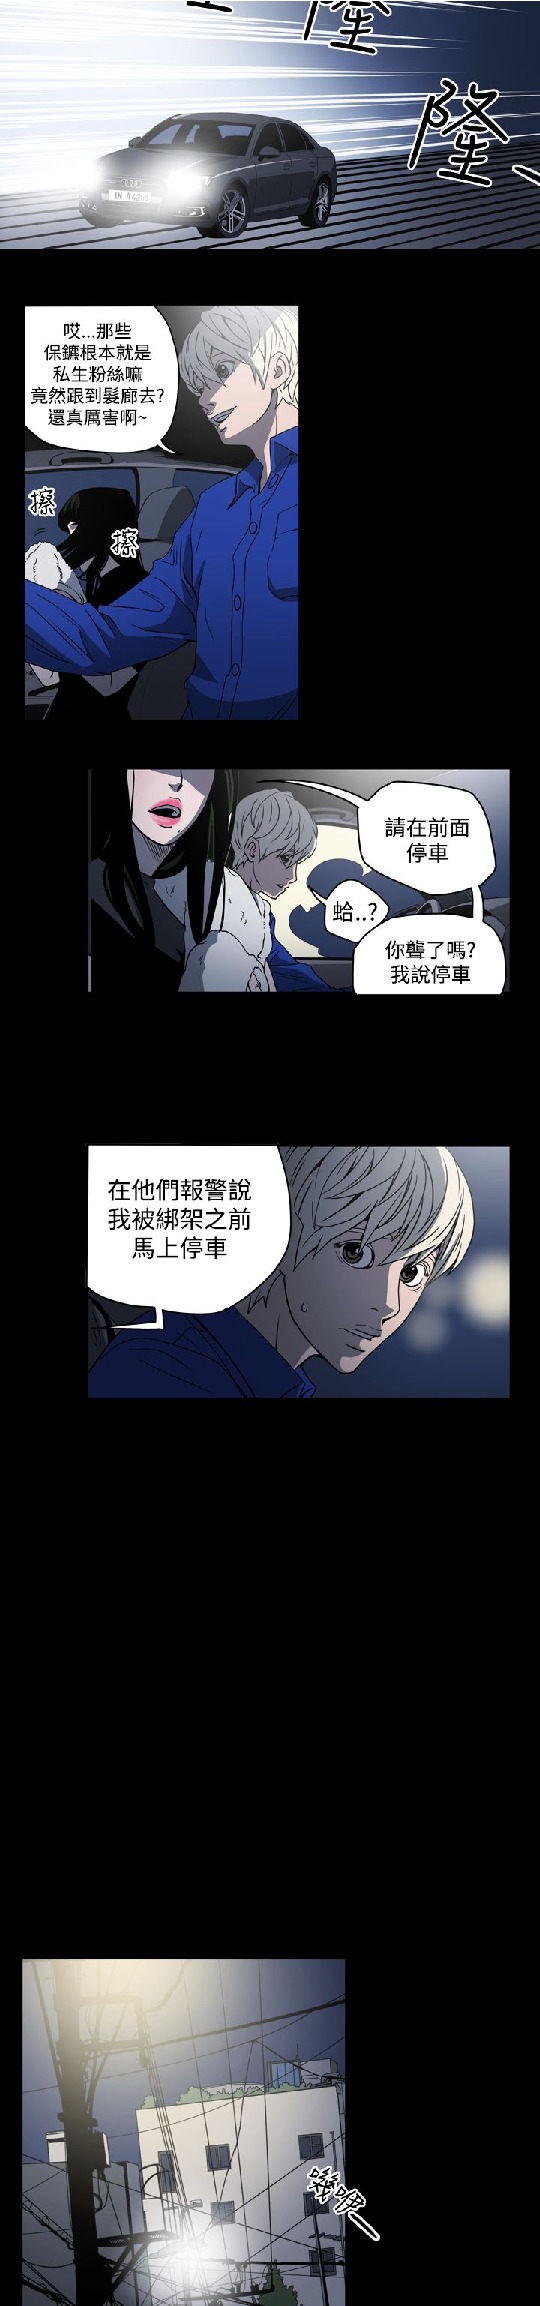 隆
隆
哎...那些
保鑣根本就是
私生粉絲嘛
竟然跟到髮廊去?
還真厲害啊~
擦
擦
請在前面
停車
蛤..?
你聾了嗎?
我說停車
在他們報警說
我被綁架之前
馬上停車
嘰咿—